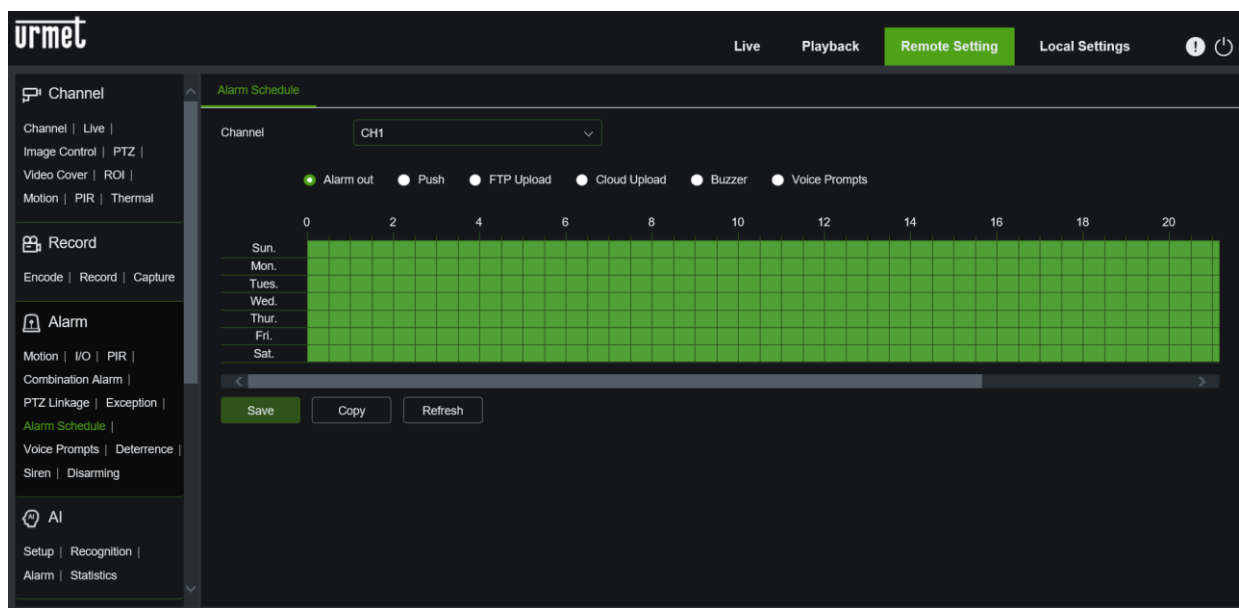 urmet
Live Playback Remote Setting Local Settings
Channel
Channel | Live |
Image Control | PTZ |
Video Cover | ROI |
Motion | PIR | Thermal
Record
Encode | Record | Capture
Alarm
Motion | I/O | PIR |
Combination Alarm |
PTZ Linkage | Exception |
Alarm Schedule |
Voice Prompts | Deterrence |
Siren | Disarming
AI
AI
Setup | Recognition |
Alarm | Statistics
Alarm Schedule
Channel CH1
Alarm out Push FTP Upload Cloud Upload Buzzer Voice Prompts
0 2 4 6 8 10 12 14 16 18 20
Sun.
Mon.
Tues.
Wed.
Thur.
Fri.
Sat.
Save Copy Refresh